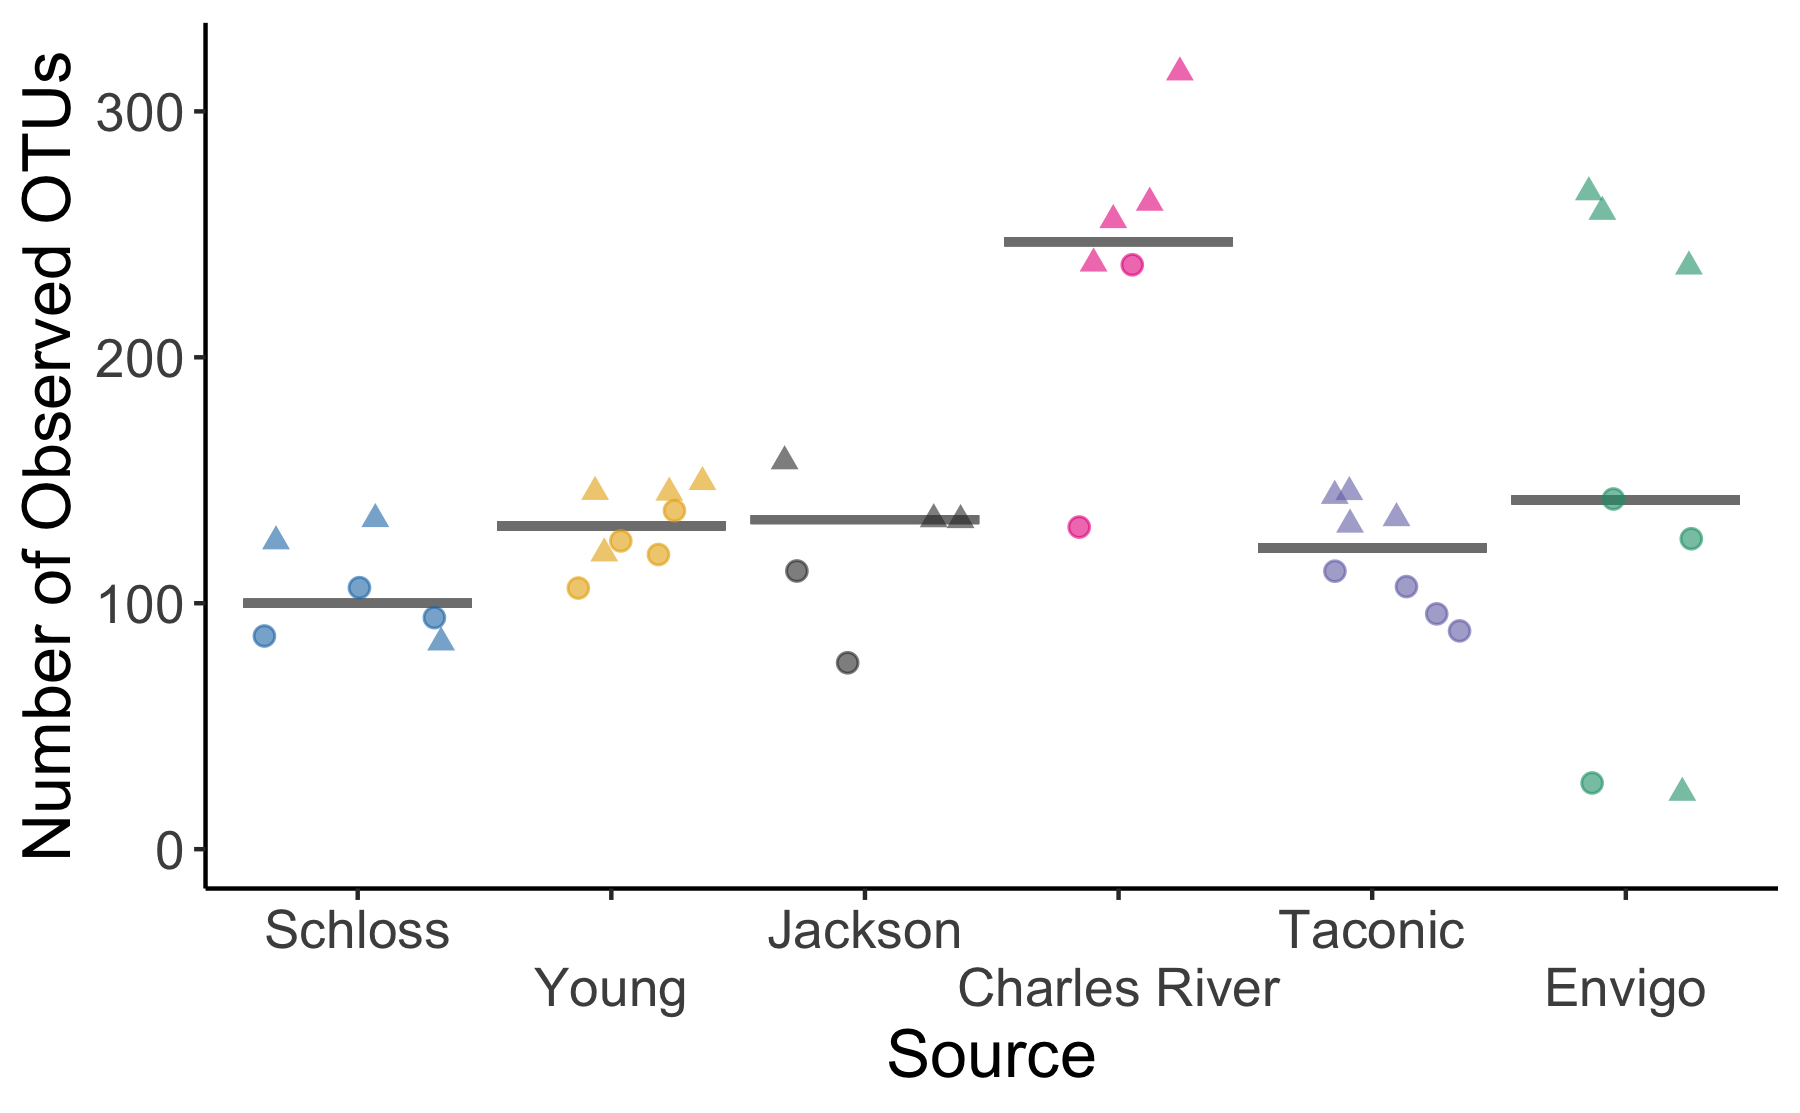 Number of Observed OTUs
300
200
100
0
Schloss
Young
Jackson
Charles River
Taconic
Envigo
Source